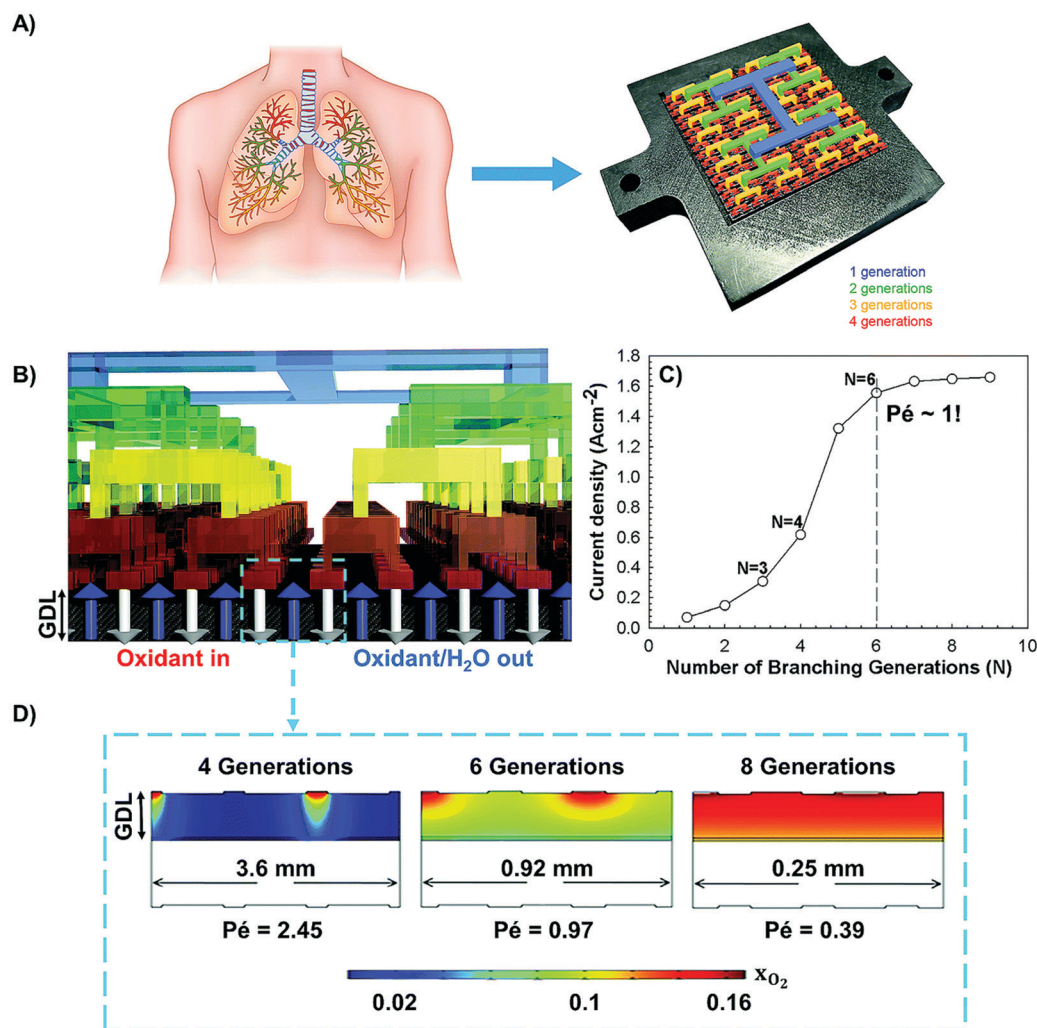 A)
1 generation
2 generations
3 generations
4 generations
B)
GDL
Oxidant in
Oxidant/H₂O out
C)
Current density (Acm⁻²)
1.8
1.6
1.4
1.2
1.0
0.8
0.6
0.4
0.2
0.0
N=3
N=4
N=6
Pé ~ 1!
0 2 4 6 8 10
Number of Branching Generations (N)
D)
4 Generations 6 Generations 8 Generations
GDL
3.6 mm 0.92 mm 0.25 mm
Pé = 2.45 Pé = 0.97 Pé = 0.39
x_O₂
0.02 0.1 0.16